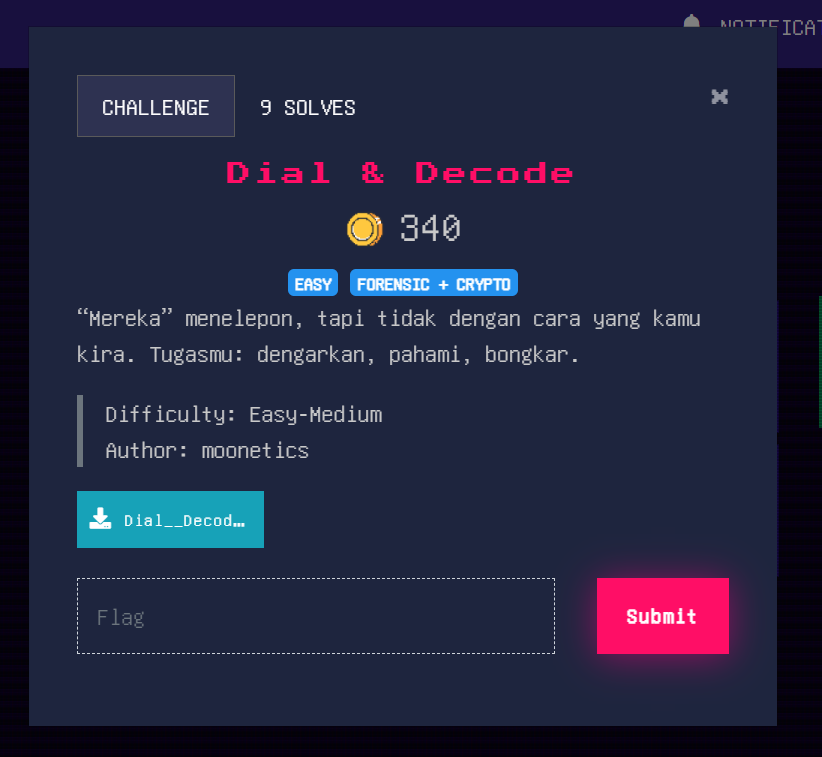 NOTIFICAT
CHALLENGE
9 SOLVES
×
Dial & Decode
340
EASY
FORENSIC + CRYPTO
“Mereka” menelepon, tapi tidak dengan cara yang kamu
kira. Tugasmu: dengarkan, pahami, bongkar.
Difficulty: Easy-Medium
Author: moonetics
Dial__Decod…
Flag
Submit